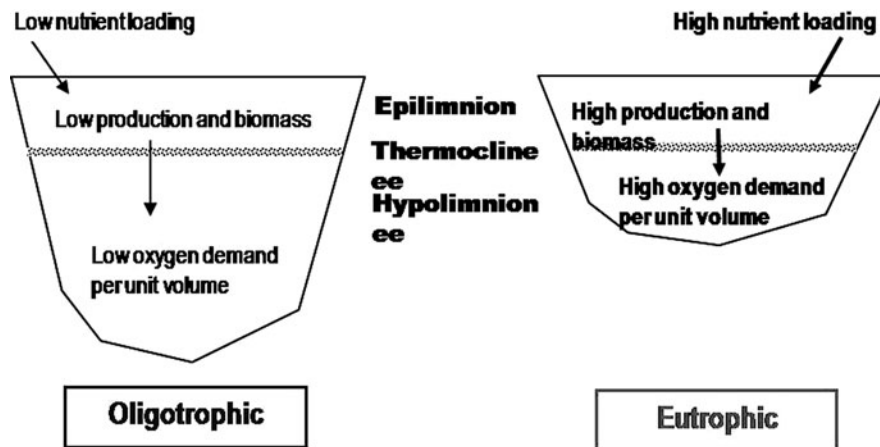 Low nutrient loading
Low production and biomass
Low oxygen demand
per unit volume
Oligotrophic
Epilimnion
Thermocline
ee
Hypolimnion
ee
High nutrient loading
High production and
biomass
High oxygen demand
per unit volume
Eutrophic